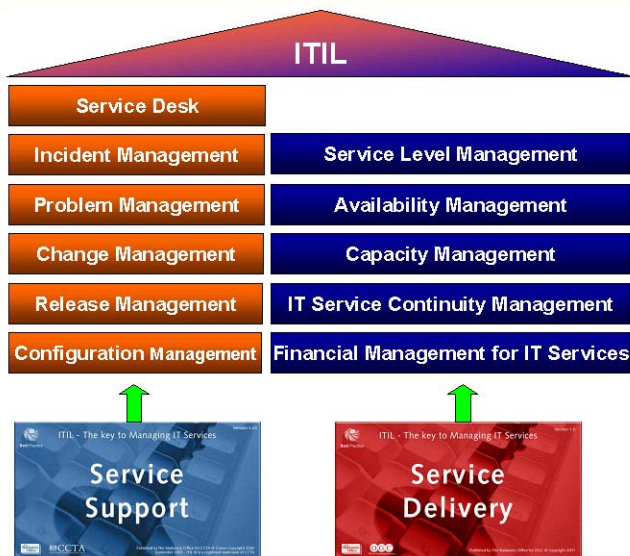 ITIL
Service Desk
Incident Management
Problem Management
Change Management
Release Management
Configuration Management
Service Level Management
Availability Management
Capacity Management
IT Service Continuity Management
Financial Management for IT Services
ITIL - The key to Managing IT Services
Service
Support
CCTA
ITIL - The key to Managing IT Services
Service
Delivery
OGC